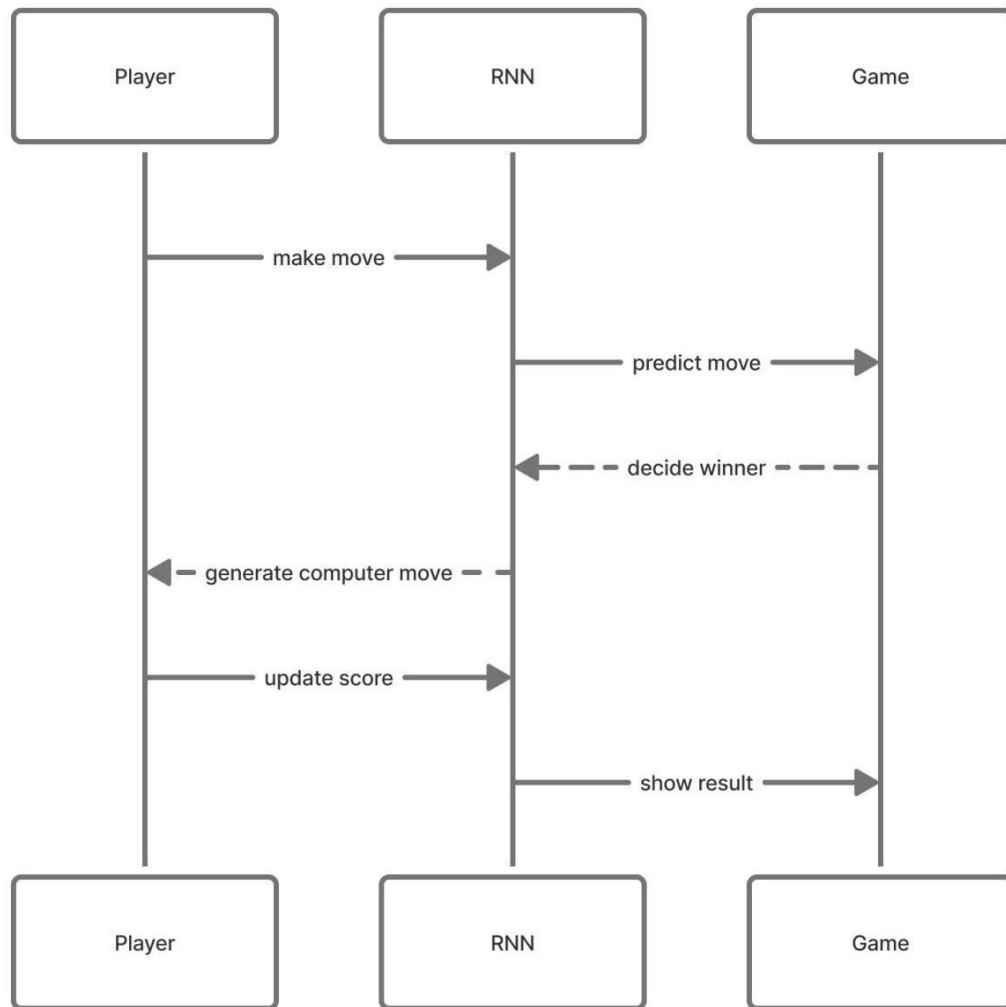 Player
RNN
Game
make move
predict move
decide winner
generate computer move
update score
show result
Player
RNN
Game